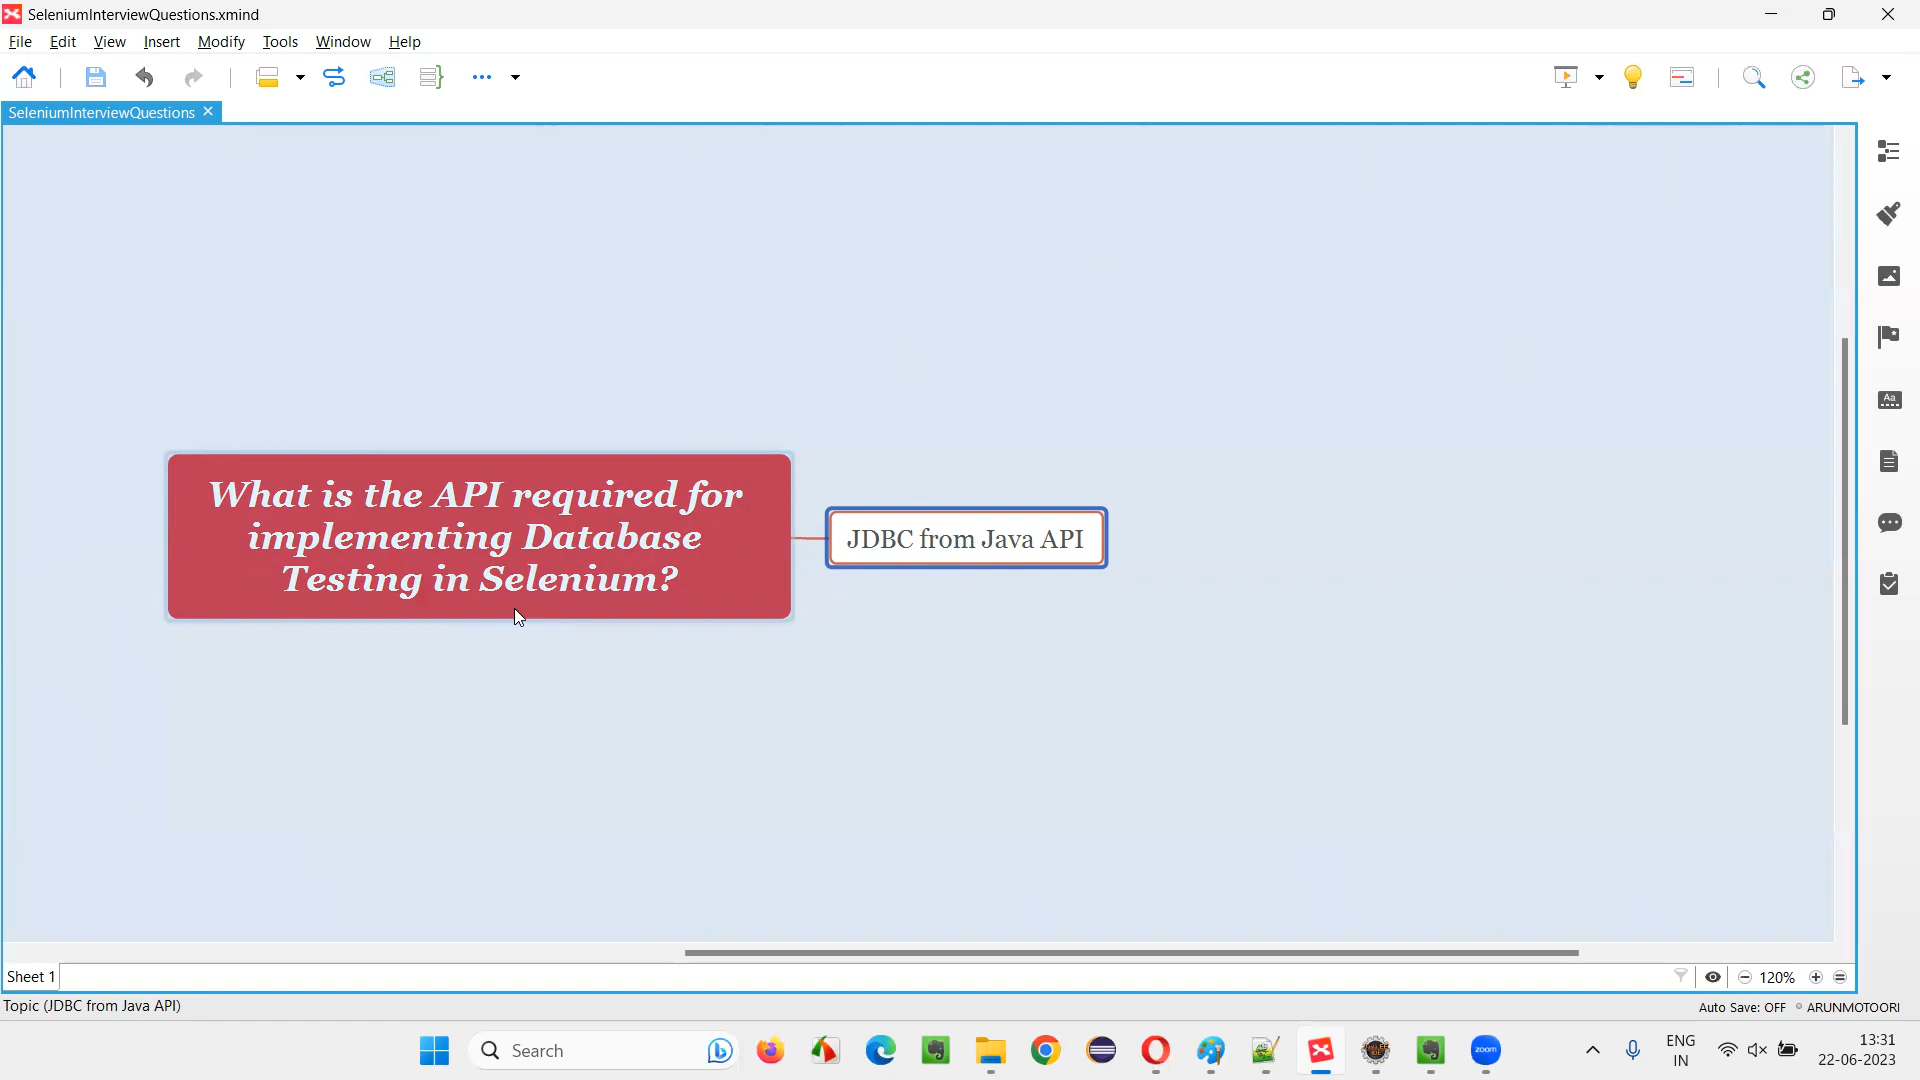 SeleniumInterviewQuestions.xmind
File Edit View Insert Modify Tools Window Help
SeleniumInterviewQuestions
What is the API required for
implementing Database
Testing in Selenium?
JDBC from Java API
Aa
Sheet 1
120%
Topic (JDBC from Java API)
Auto Save: OFF
ARUNMOTOORI
Search
zoom
ENG
IN
13:31
22-06-2023